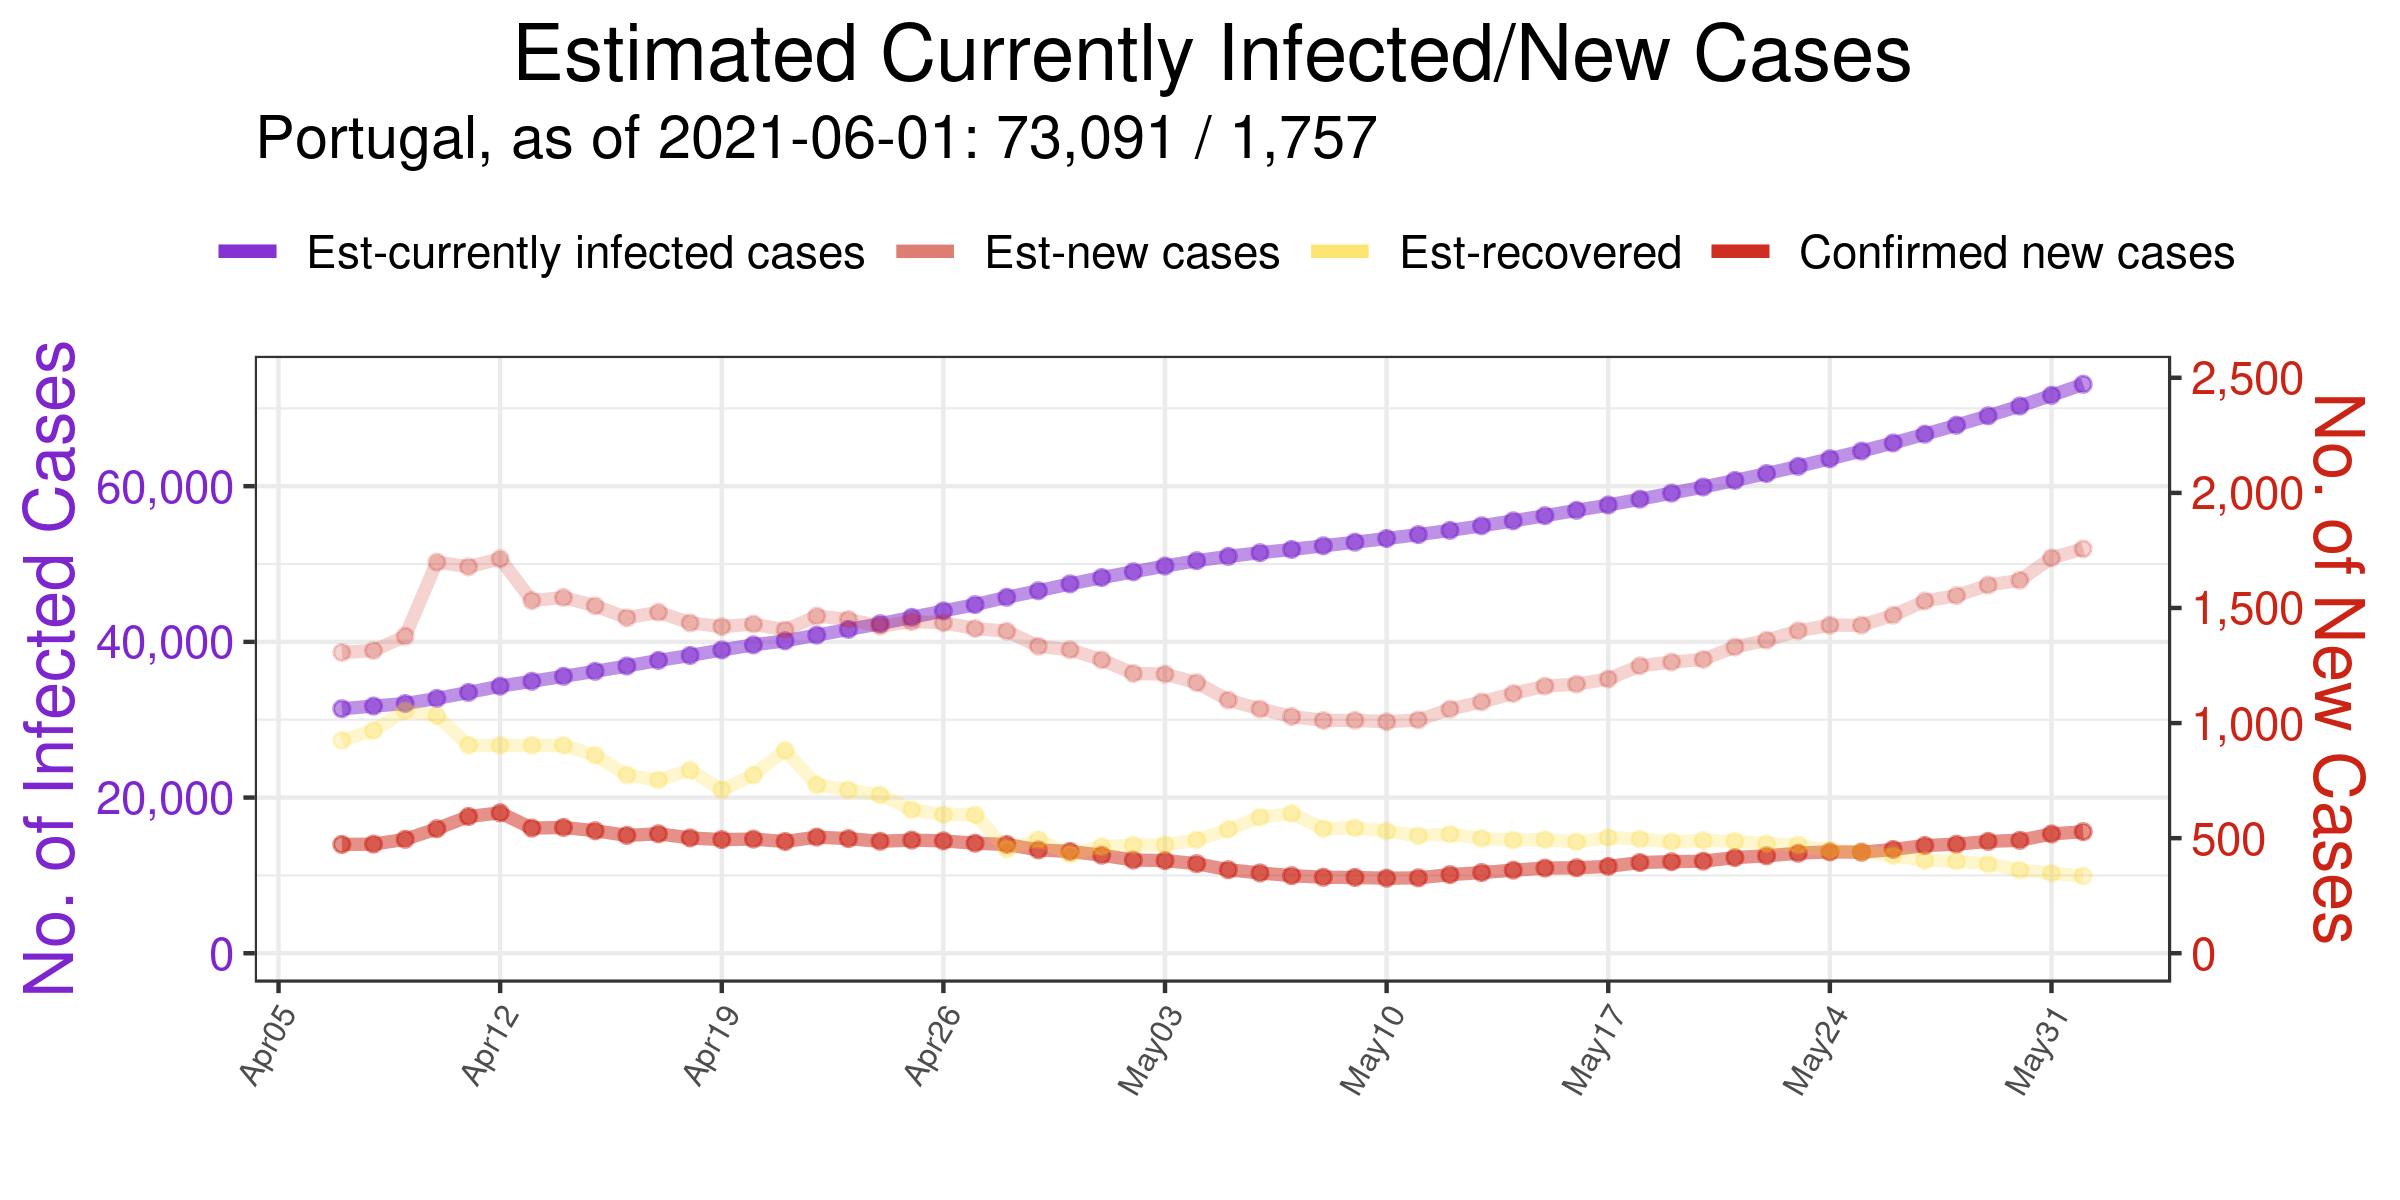 Estimated Currently Infected/New Cases
Portugal, as of 2021-06-01: 73,091 / 1,757
Est-currently infected cases Est-new cases Est-recovered Confirmed new cases
No. of Infected Cases
60,000
40,000
20,000
0
2,500
2,000
1,500
1,000
500
0
No. of New Cases
Apr05 Apr12 Apr19 Apr26 May03 May10 May17 May24 May31